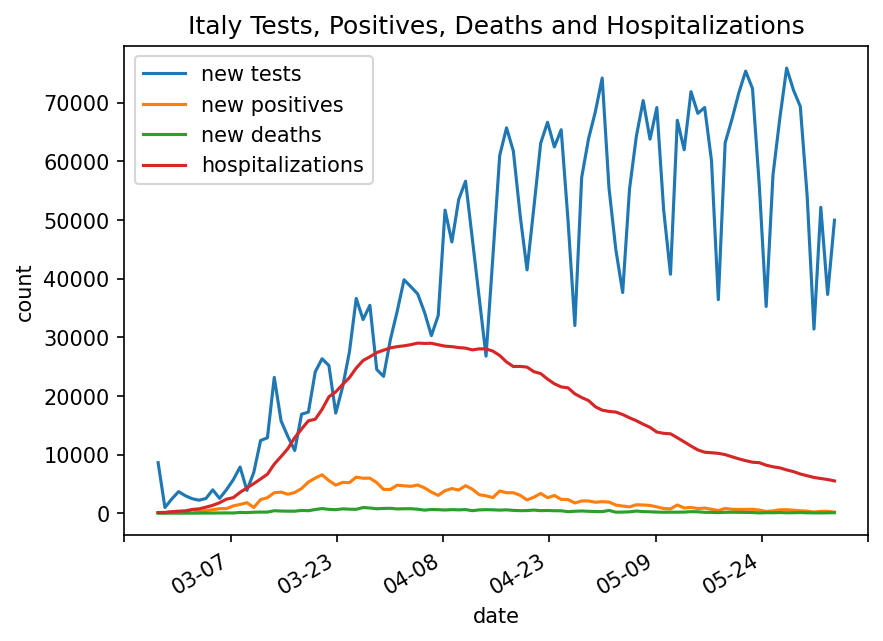 Italy Tests, Positives, Deaths and Hospitalizations
new tests
new positives
new deaths
hospitalizations
70000
60000
50000
40000
30000
20000
10000
0
count
03-07
03-23
04-08
04-23
05-09
05-24
date